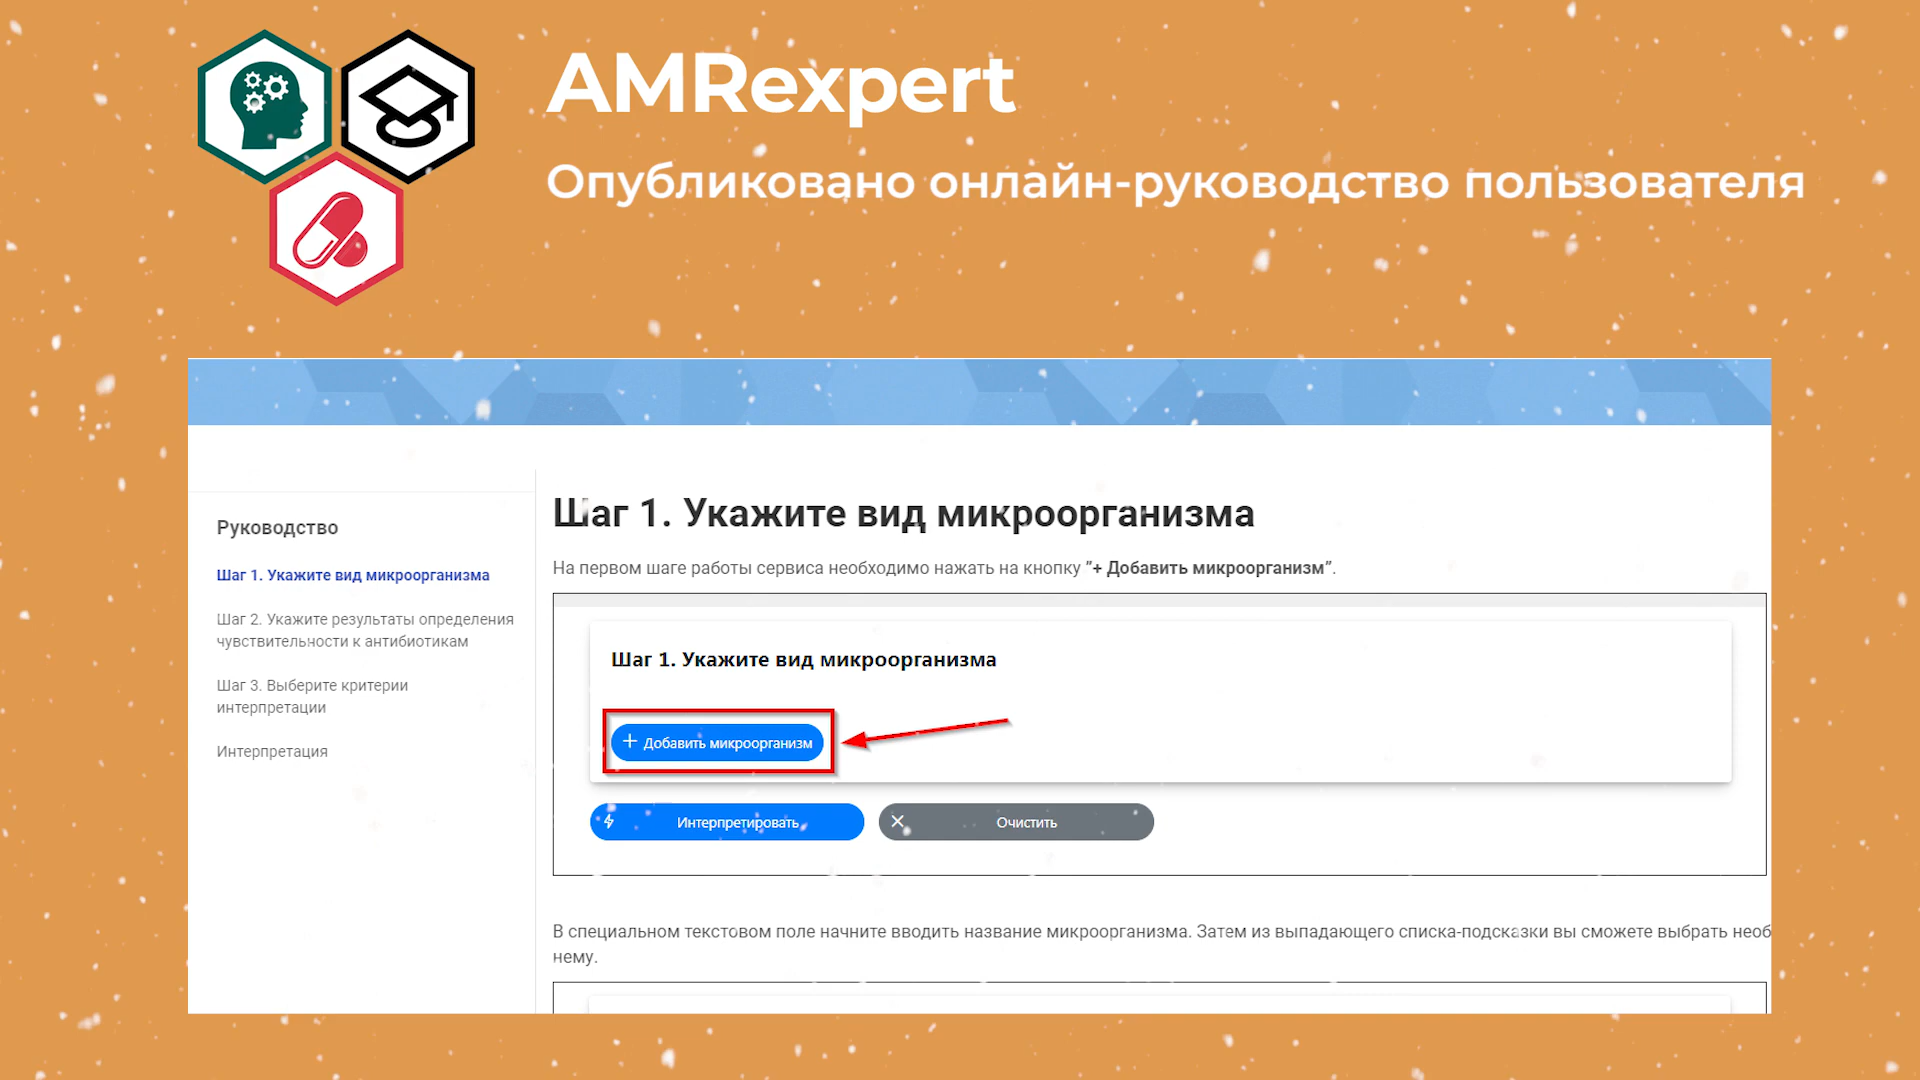 AMRexpert
Опубликовано онлайн-руководство пользователя
Руководство
Шаг 1. Укажите вид микроорганизма
Шаг 2. Укажите результаты определения
чувствительности к антибиотикам
Шаг 3. Выберите критерии
интерпретации
Интерпретация
Шаг 1. Укажите вид микроорганизма
На первом шаге работы сервиса необходимо нажать на кнопку "+ Добавить микроорганизм".
Шаг 1. Укажите вид микроорганизма
+ Добавить микроорганизм
Интерпретировать
Очистить
В специальном текстовом поле начните вводить название микроорганизма. Затем из выпадающего списка-подсказки вы сможете выбрать необ
нему.